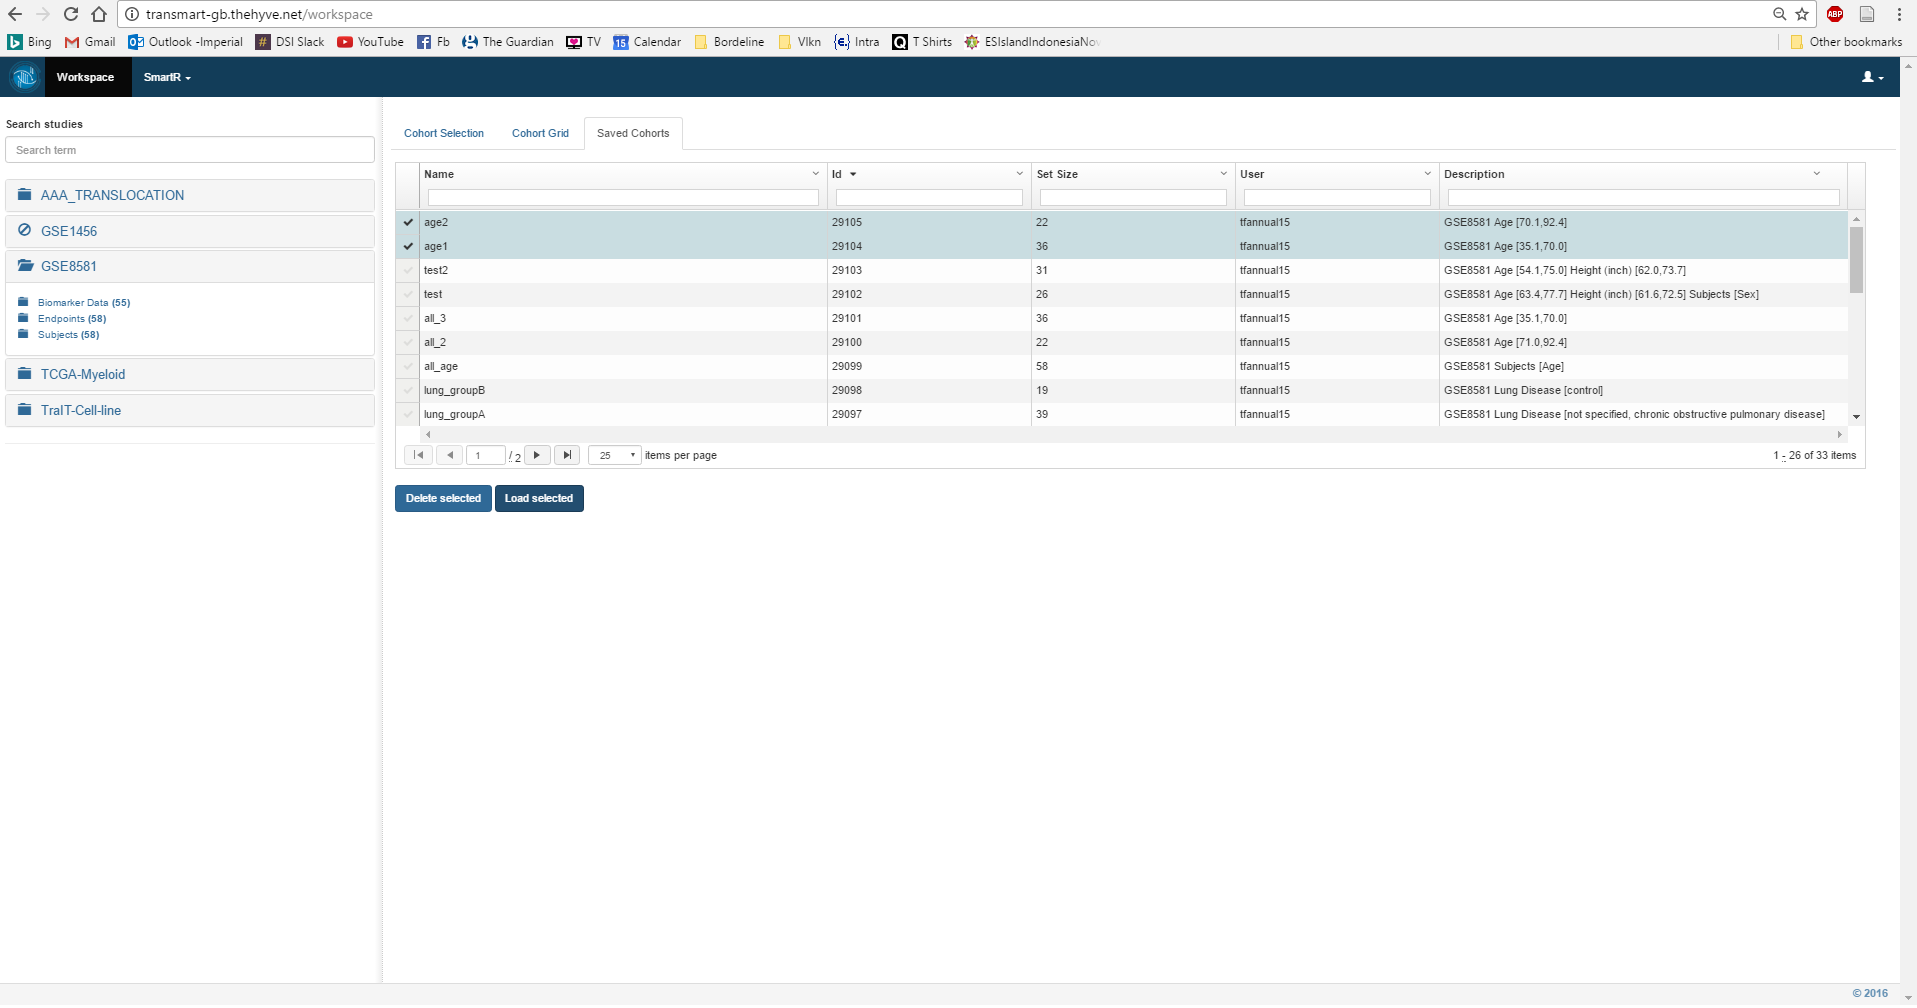 transmart-gb.thehyve.net/workspace
ABP
Bing Gmail Outlook -Imperial DSI Slack YouTube Fb The Guardian TV 15 Calendar Bordeline Vlkn Intra T Shirts ESIslandIndonesiaNov Other bookmarks
Workspace SmartR
Search studies
Search term
AAA_TRANSLOCATION
GSE1456
GSE8581
Biomarker Data (55)
Endpoints (58)
Subjects (58)
TCGA-Myeloid
TraIT-Cell-line
Cohort Selection Cohort Grid Saved Cohorts
Name Id Set Size User Description
age2 29105 22 tfannual15 GSE8581 Age [70.1,92.4]
age1 29104 36 tfannual15 GSE8581 Age [35.1,70.0]
test2 29103 31 tfannual15 GSE8581 Age [54.1,75.0] Height (inch) [62.0,73.7]
test 29102 26 tfannual15 GSE8581 Age [63.4,77.7] Height (inch) [61.6,72.5] Subjects [Sex]
all_3 29101 36 tfannual15 GSE8581 Age [35.1,70.0]
all_2 29100 22 tfannual15 GSE8581 Age [71.0,92.4]
all_age 29099 58 tfannual15 GSE8581 Subjects [Age]
lung_groupB 29098 19 tfannual15 GSE8581 Lung Disease [control]
lung_groupA 29097 39 tfannual15 GSE8581 Lung Disease [not specified, chronic obstructive pulmonary disease]
1 / 2 25 items per page 1 - 26 of 33 items
Delete selected Load selected
© 2016